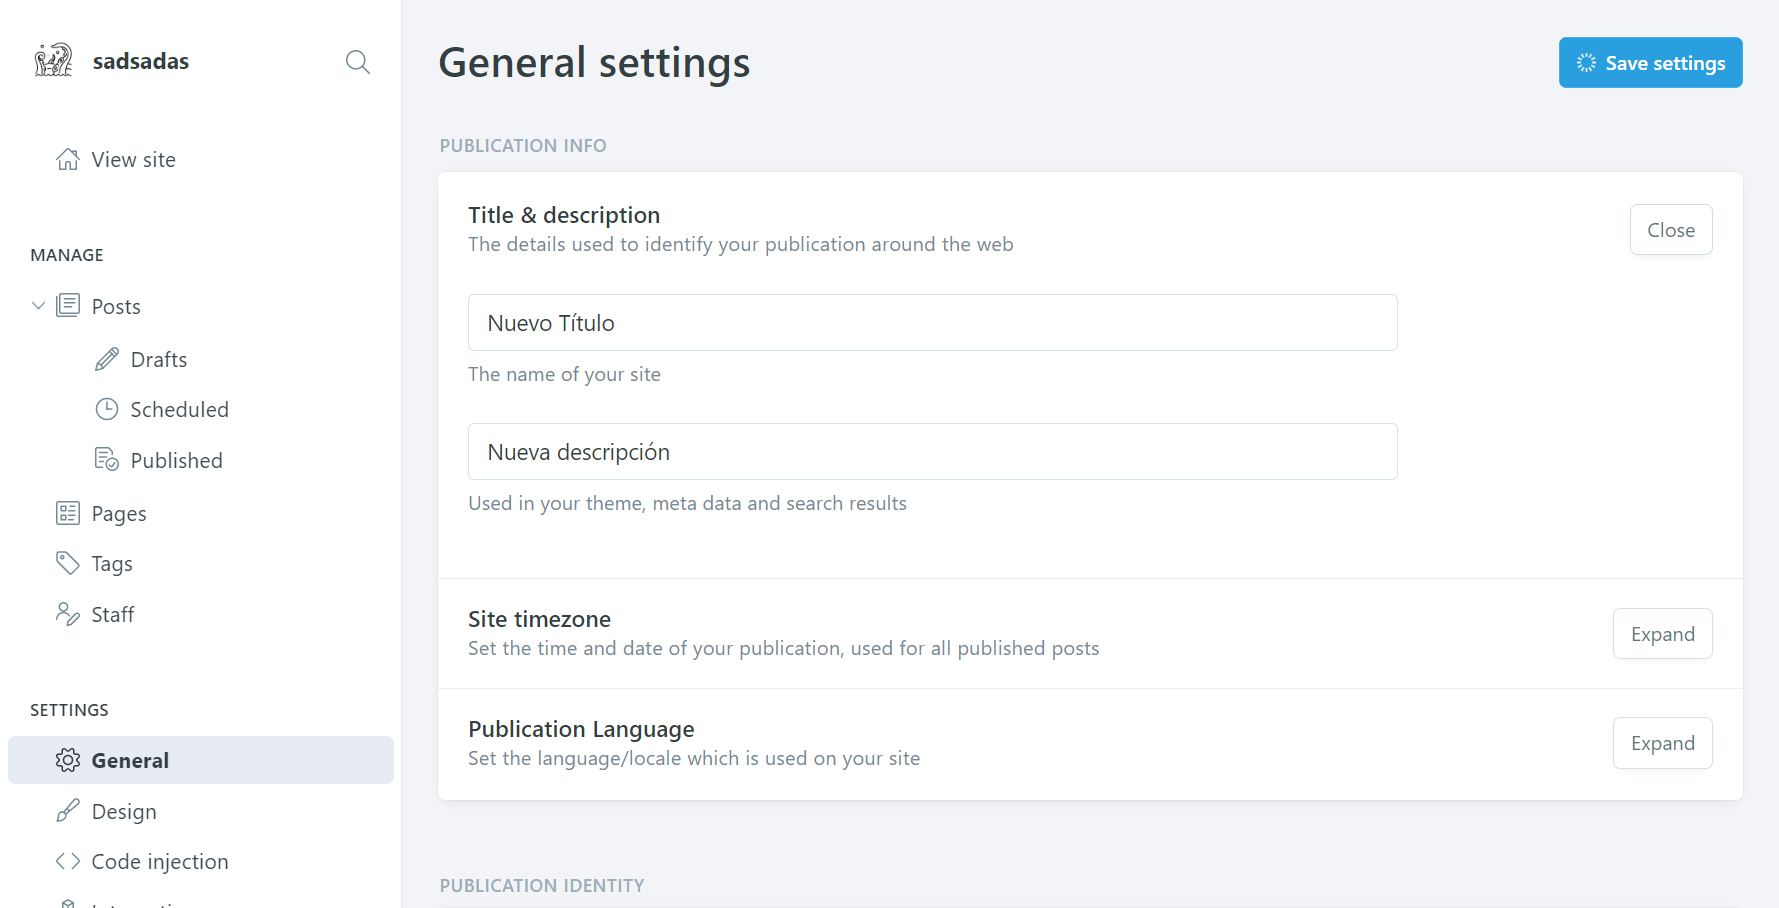 sadsadas
View site
MANAGE
Posts
Drafts
Scheduled
Published
Pages
Tags
Staff
SETTINGS
General
Design
Code injection
General settings
Save settings
PUBLICATION INFO
Title & description
The details used to identify your publication around the web
Close
Nuevo Título
The name of your site
Nueva descripción
Used in your theme, meta data and search results
Site timezone
Set the time and date of your publication, used for all published posts
Expand
Publication Language
Set the language/locale which is used on your site
Expand
PUBLICATION IDENTITY